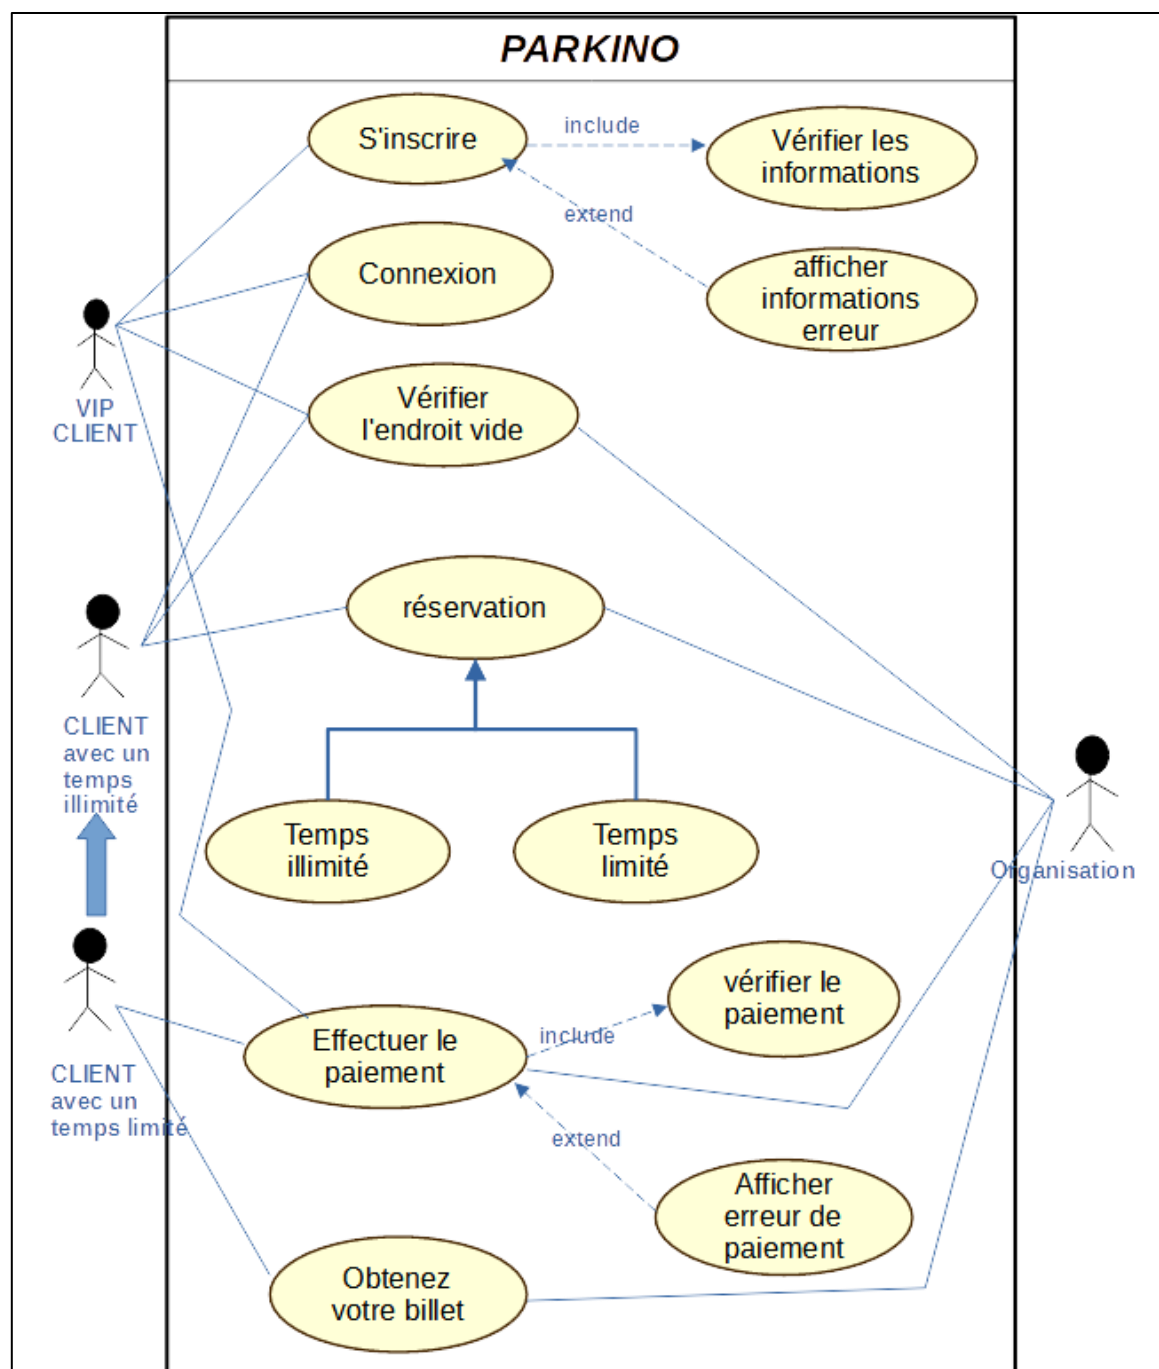 PARKINO
S'inscrire
include
Vérifier les
informations
extend
Connexion
afficher
informations
erreur
VIP
CLIENT
Vérifier
l'endroit vide
réservation
CLIENT
avec un
temps
illimité
Temps
illimité
Temps
limité
Organisation
vérifier le
paiement
Effectuer le
paiement
include
CLIENT
avec un
temps limité
extend
Afficher
erreur de
paiement
Obtenez
votre billet